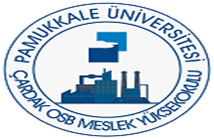 PAMUKKALE ÜNİVERSİTESİ
ÇARDAK OSB MESLEK YÜKSEKOKULU